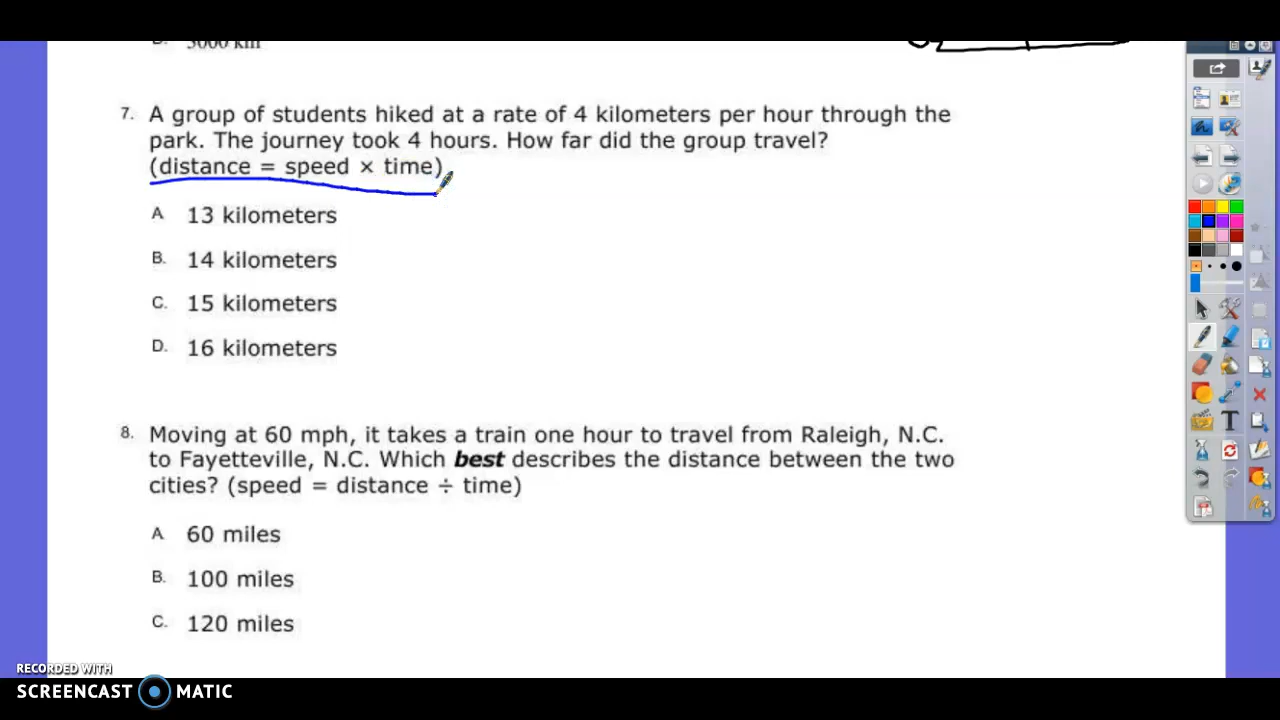 7. A group of students hiked at a rate of 4 kilometers per hour through the
park. The journey took 4 hours. How far did the group travel?
(distance = speed × time)
A 13 kilometers
B. 14 kilometers
C. 15 kilometers
D. 16 kilometers
8. Moving at 60 mph, it takes a train one hour to travel from Raleigh, N.C.
to Fayetteville, N.C. Which best describes the distance between the two
cities? (speed = distance ÷ time)
A 60 miles
B. 100 miles
C. 120 miles
RECORDED WITH
SCREENCAST MATIC